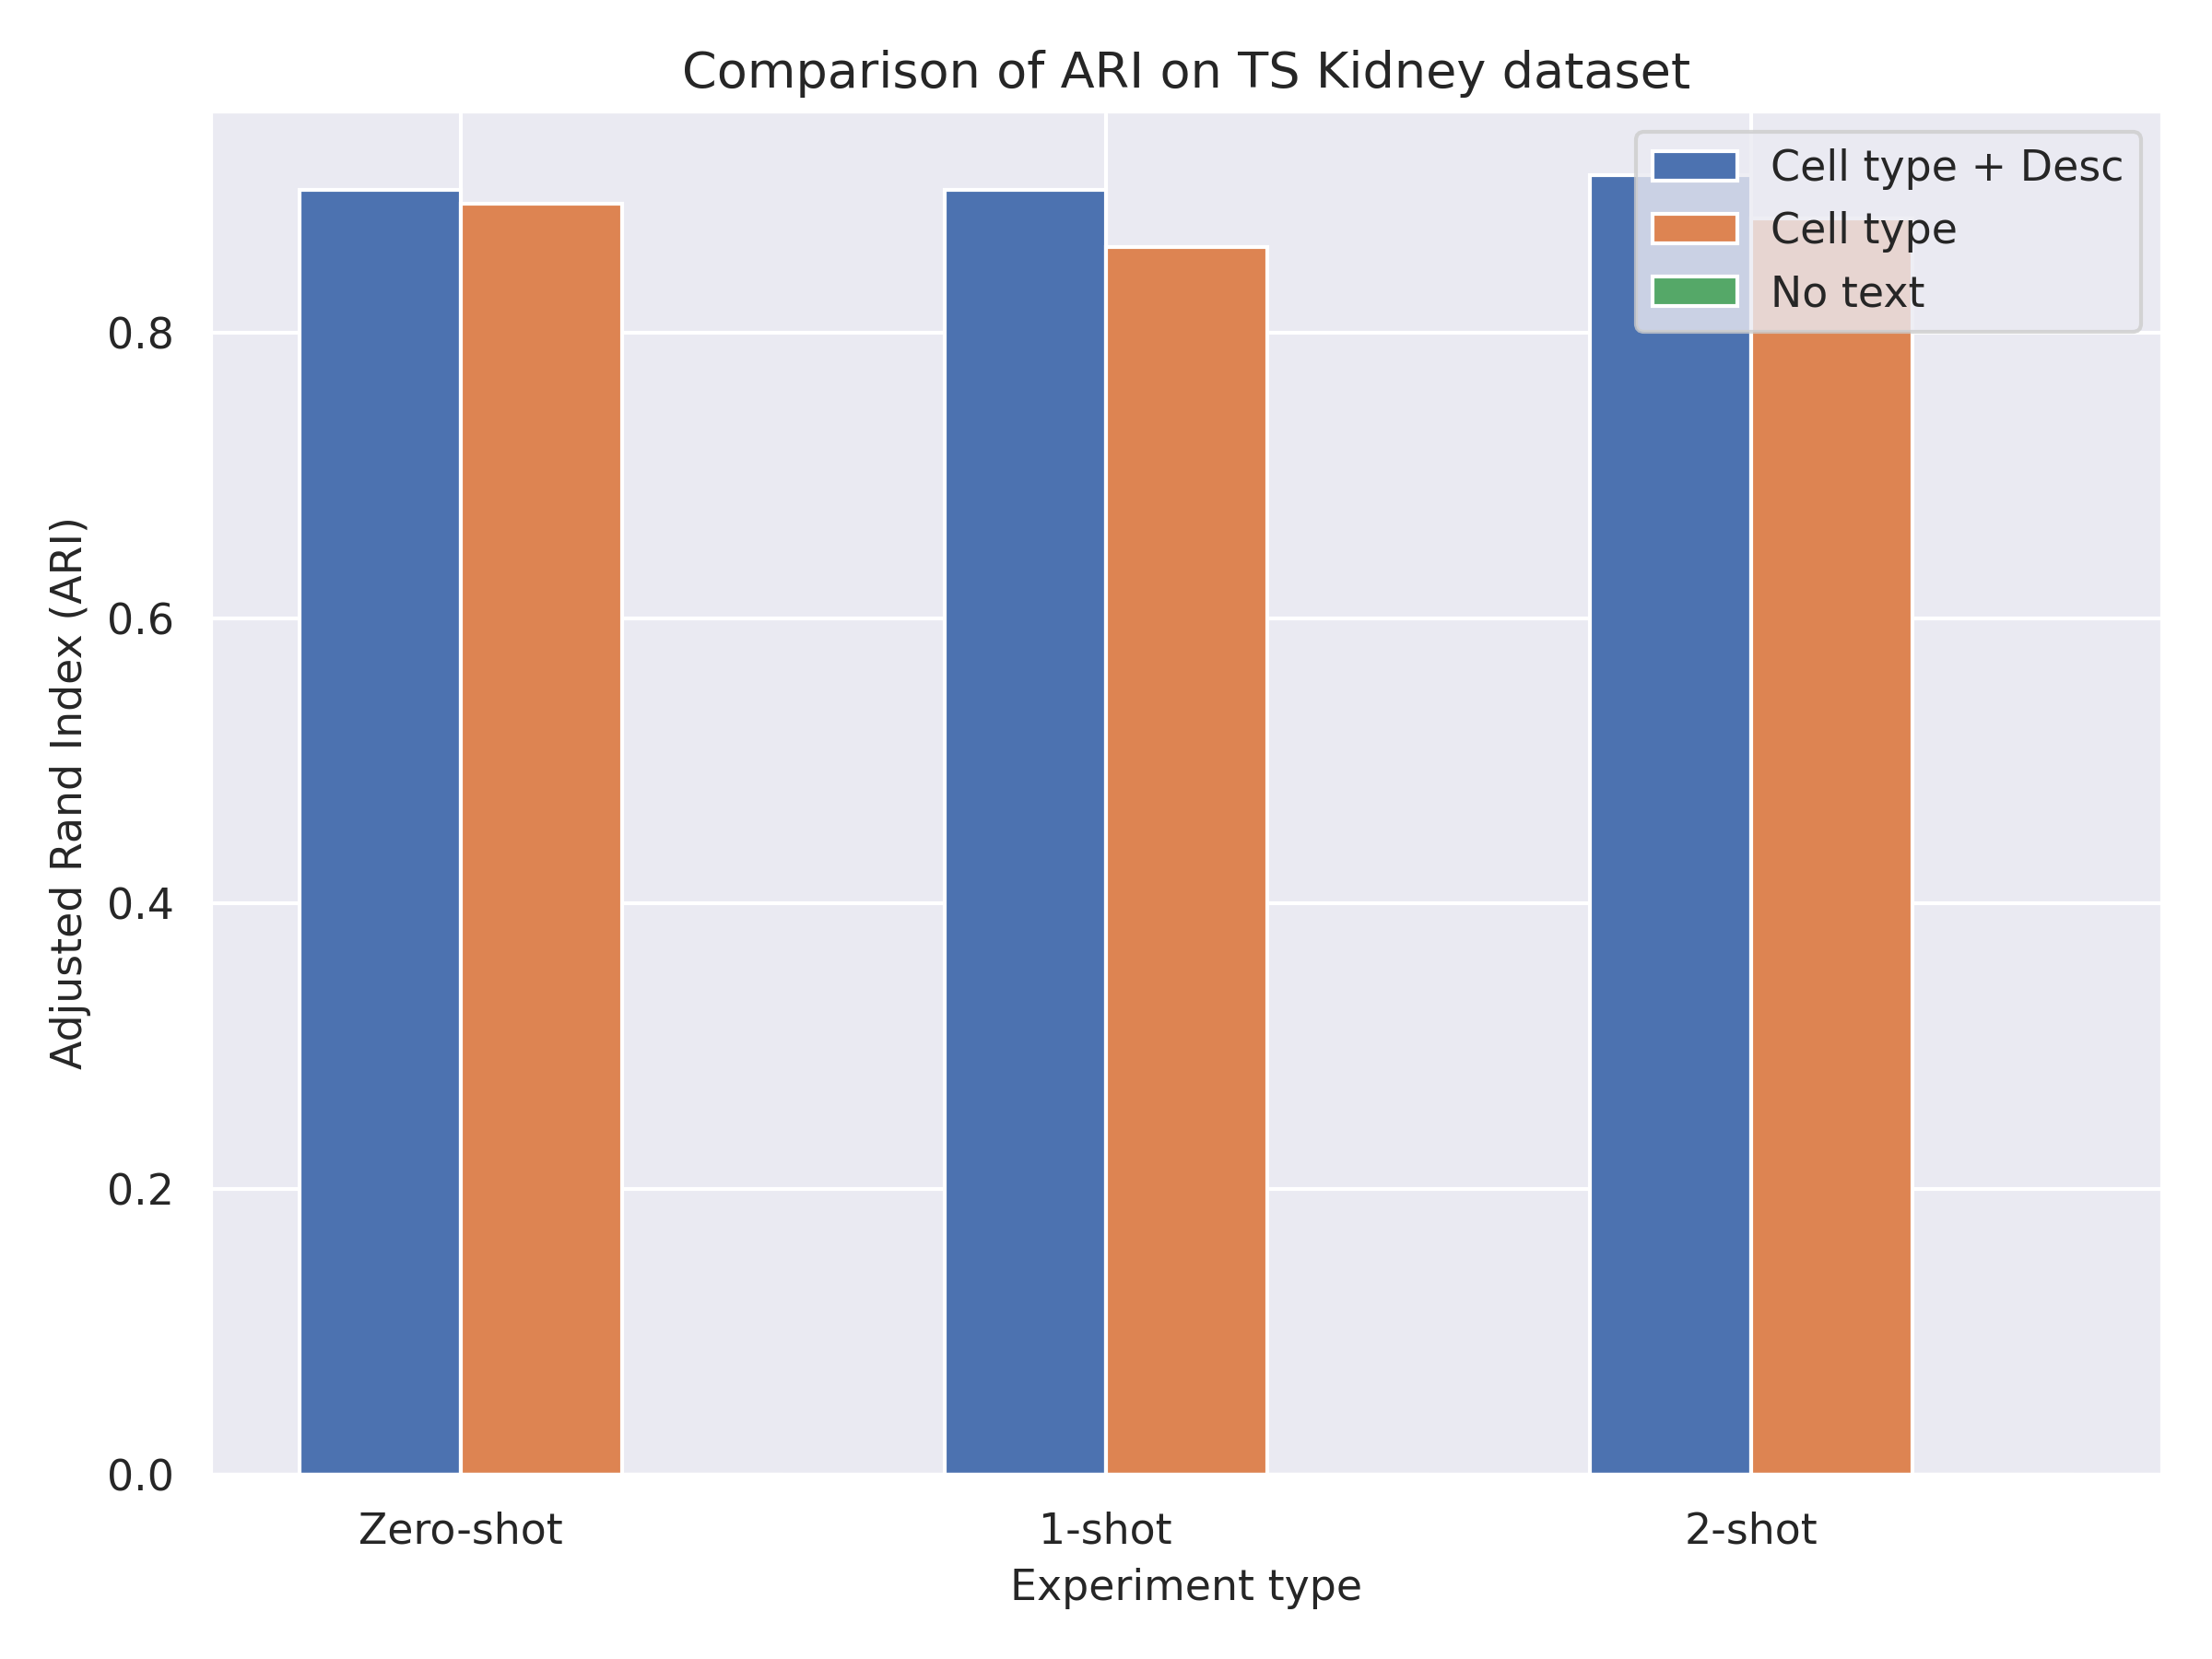 Comparison of ARI on TS Kidney dataset
Cell type + Desc
Cell type
No text
Adjusted Rand Index (ARI)
0.8
0.6
0.4
0.2
0.0
Zero-shot
1-shot
2-shot
Experiment type